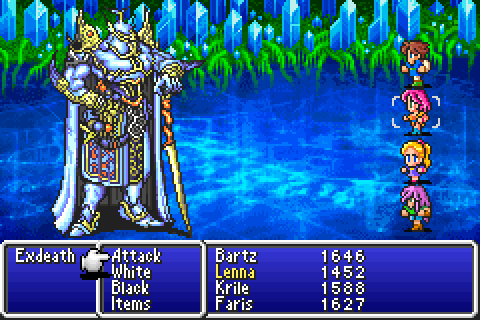 Exdeath
Attack
White
Black
Items
Bartz 1646
Lenna 1452
Krile 1588
Faris 1627